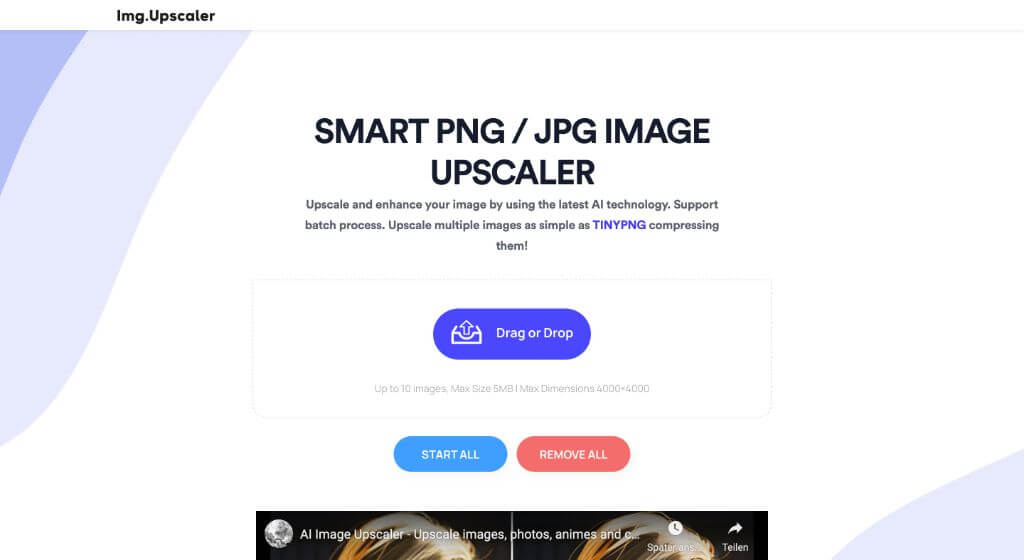 Img.Upscaler
SMART PNG / JPG IMAGE
UPSCALER
Upscale and enhance your image by using the latest AI technology. Support
batch process. Upscale multiple images as simple as TINYPNG compressing
them!
Drag or Drop
Up to 10 images, Max Size 5MB | Max Dimensions 4000×4000
START ALL
REMOVE ALL
AI Image Upscaler - Upscale images, photos, animes and c...
Später ans...
Teilen